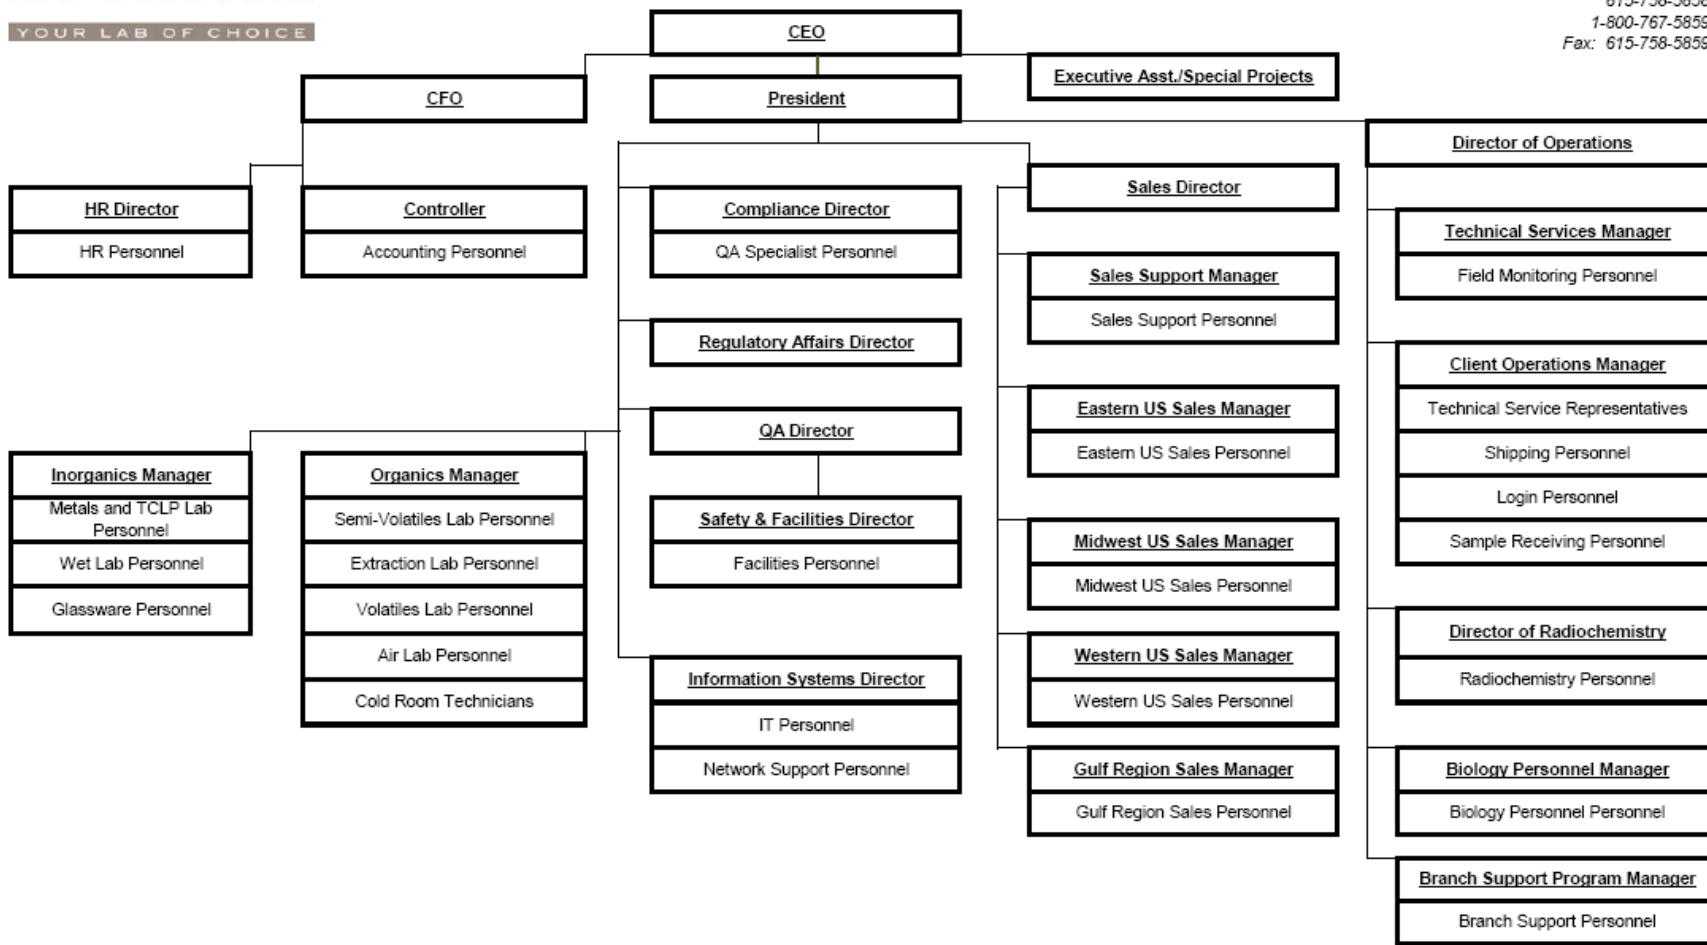 YOUR LAB OF CHOICE
1-800-767-5859
Fax: 615-758-5859
CEO
Executive Asst./Special Projects
CFO
President
Director of Operations
HR Director
HR Personnel
Controller
Accounting Personnel
Compliance Director
QA Specialist Personnel
Regulatory Affairs Director
QA Director
Safety & Facilities Director
Facilities Personnel
Information Systems Director
IT Personnel
Network Support Personnel
Inorganics Manager
Metals and TCLP Lab
Personnel
Wet Lab Personnel
Glassware Personnel
Organics Manager
Semi-Volatiles Lab Personnel
Extraction Lab Personnel
Volatiles Lab Personnel
Air Lab Personnel
Cold Room Technicians
Sales Director
Sales Support Manager
Sales Support Personnel
Eastern US Sales Manager
Eastern US Sales Personnel
Midwest US Sales Manager
Midwest US Sales Personnel
Western US Sales Manager
Western US Sales Personnel
Gulf Region Sales Manager
Gulf Region Sales Personnel
Technical Services Manager
Field Monitoring Personnel
Client Operations Manager
Technical Service Representatives
Shipping Personnel
Login Personnel
Sample Receiving Personnel
Director of Radiochemistry
Radiochemistry Personnel
Biology Personnel Manager
Biology Personnel Personnel
Branch Support Program Manager
Branch Support Personnel